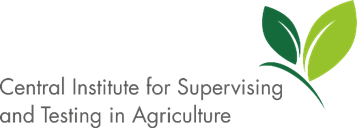 Central Institute for Supervising
and Testing in Agriculture